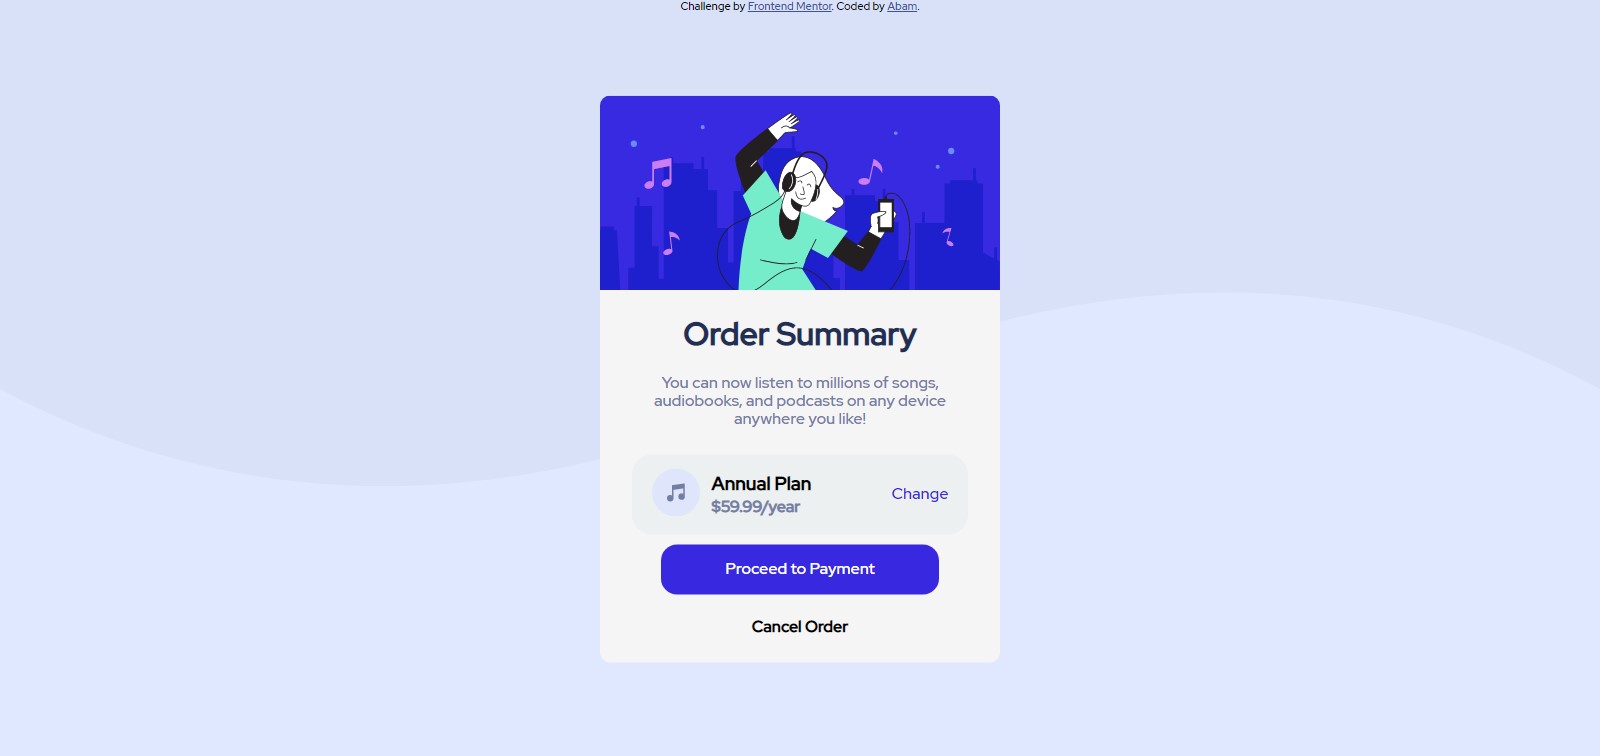 Challenge by Frontend Mentor. Coded by Abam.
Order Summary
You can now listen to millions of songs,
audiobooks, and podcasts on any device
anywhere you like!
Annual Plan
$59.99/year
Change
Proceed to Payment
Cancel Order